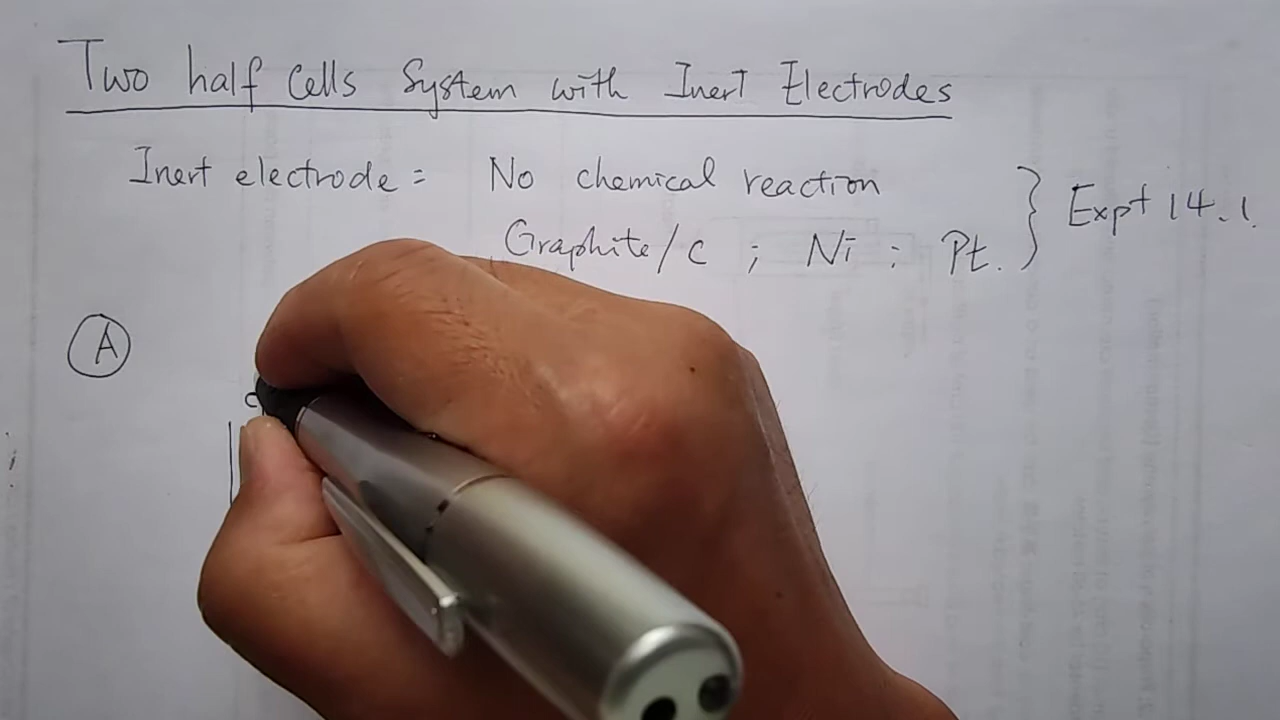 Two half Cells System with Inert Electrodes
Inert electrode = No chemical reaction
Graphite/c ; Ni ; Pt. } Expt 14.1
A